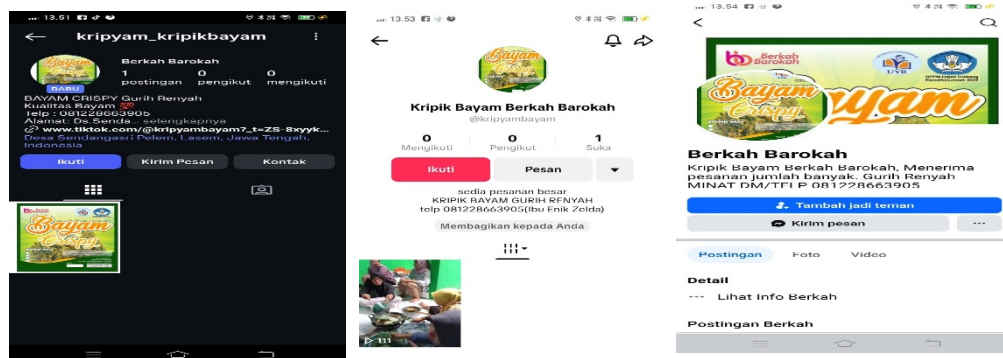 13.51
kripyam_kripikbayam
Berkah Barokah
1 0 0
postingan pengikut mengikuti
BARU
BAYAM CRISPY Gurih Renyah
Kualitas Bayam 💯
Telp : 081228663905
Alamat: Ds.Senda... selengkapnya
www.tiktok.com/@kripyambayam?_t=ZS-8xyyk...
Desa Sendangasri Pelem, Lasem, Jawa Tengah,
Indonesia
Ikuti Kirim Pesan Kontak
Bayam
Crispy
13.53
Bayam
Kripik Bayam Berkah Barokah
@kripyambayam
0 0 1
Mengikuti Pengikut Suka
Ikuti Pesan
sedia pesanan besar
KRIPIK BAYAM GURIH RENYAH
telp 081228663905(Ibu Enik Zelda)
Membagikan kepada Anda
111
13.54
Berkah
Barokah
UVR
Bayam
Crispy
Berkah Barokah
Kripik Bayam Berkah Barokah, Menerima
pesanan jumlah banyak. Gurih Renyah
MINAT DM/TELP 081228663905
Tambah jadi teman
Kirim pesan
Postingan Foto Video
Detail
Lihat Info Berkah
Postingan Berkah